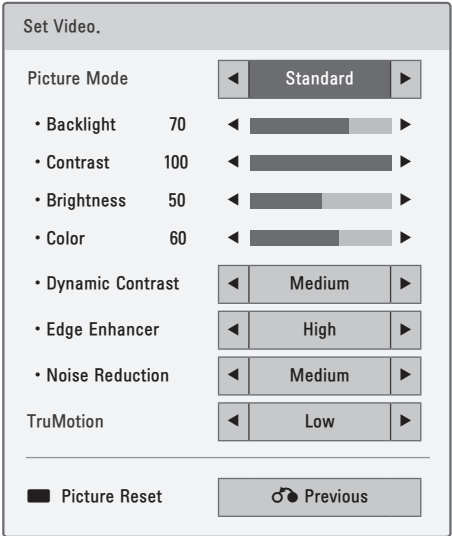 Set Video.
Picture Mode Standard
• Backlight 70
• Contrast 100
• Brightness 50
• Color 60
• Dynamic Contrast Medium
• Edge Enhancer High
• Noise Reduction Medium
TruMotion Low
Picture Reset Previous